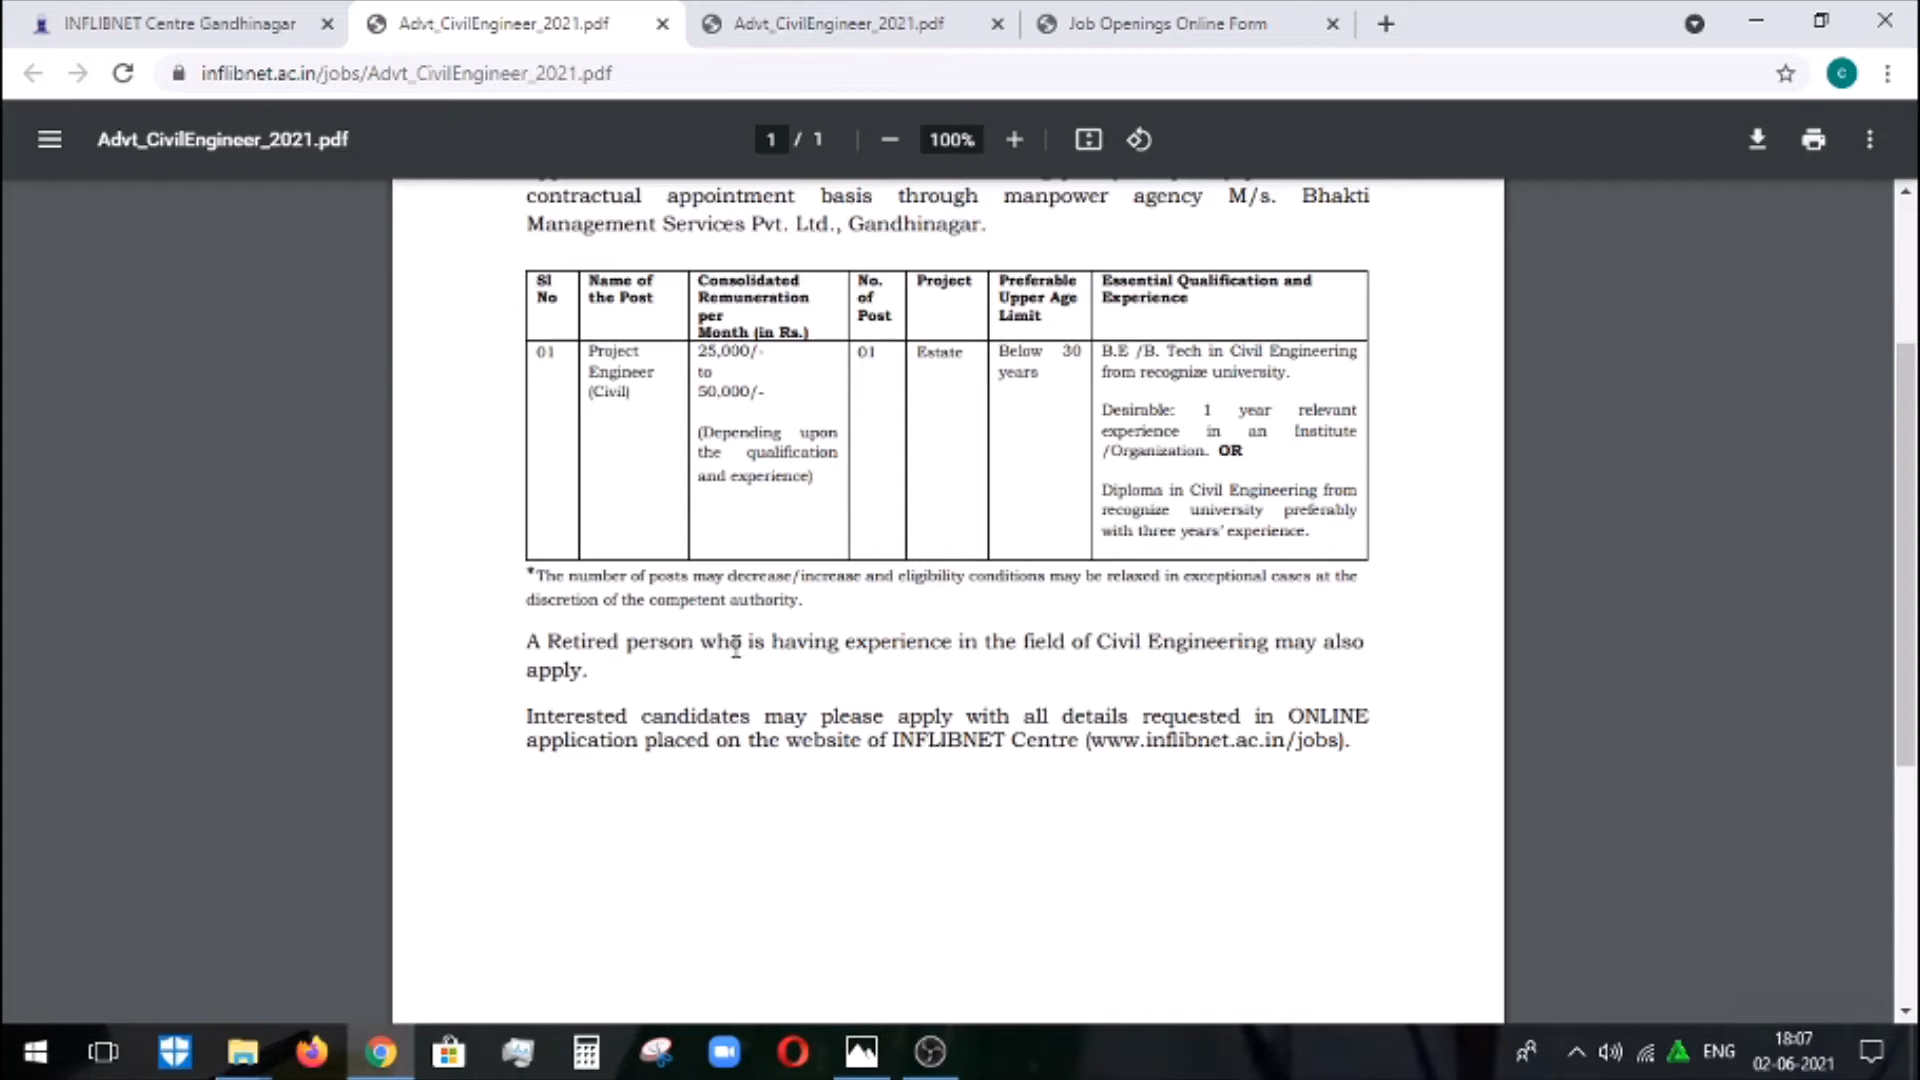 INFLIBNET Centre Gandhinagar
Advt_CivilEngineer_2021.pdf
Advt_CivilEngineer_2021.pdf
Job Openings Online Form
inflibnet.ac.in/jobs/Advt_CivilEngineer_2021.pdf
C
Advt_CivilEngineer_2021.pdf
1 / 1
100%
contractual appointment basis through manpower agency M/s. Bhakti
Management Services Pvt. Ltd., Gandhinagar.
Sl No
Name of the Post
Consolidated Remuneration per Month (in Rs.)
No. of Post
Project
Preferable Upper Age Limit
Essential Qualification and Experience
01
Project
Engineer
(Civil)
25,000/-
to
50,000/-
(Depending upon
the qualification
and experience)
01
Estate
Below 30
years
B.E /B. Tech in Civil Engineering
from recognize university.
Desirable: 1 year relevant
experience in an Institute
/Organization. OR
Diploma in Civil Engineering from
recognize university preferably
with three years' experience.
*The number of posts may decrease/increase and eligibility conditions may be relaxed in exceptional cases at the
discretion of the competent authority.
A Retired person who is having experience in the field of Civil Engineering may also
apply.
Interested candidates may please apply with all details requested in ONLINE
application placed on the website of INFLIBNET Centre (www.inflibnet.ac.in/jobs).
ENG
18:07
02-06-2021